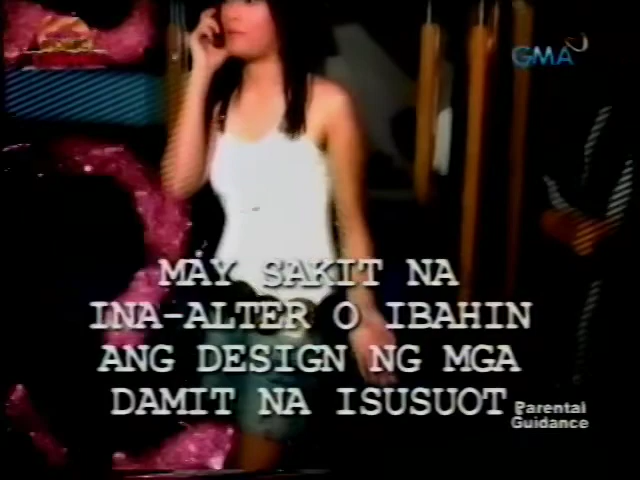 GMA
MAY SAKIT NA
INA-ALTER O IBAHIN
ANG DESIGN NG MGA
DAMIT NA ISUSUOT
Parental
Guidance